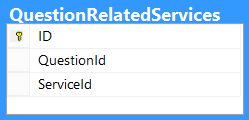 QuestionRelatedServices
ID
QuestionId
ServiceId